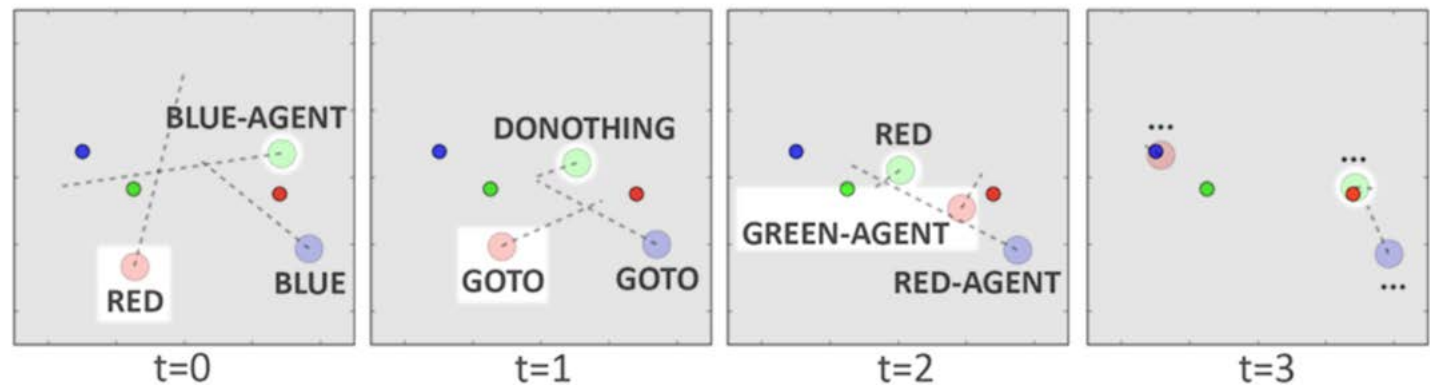 BLUE-AGENT
RED
BLUE
t=0
DONOTHING
GOTO
GOTO
t=1
RED
GREEN-AGENT
RED-AGENT
t=2
...
...
...
t=3